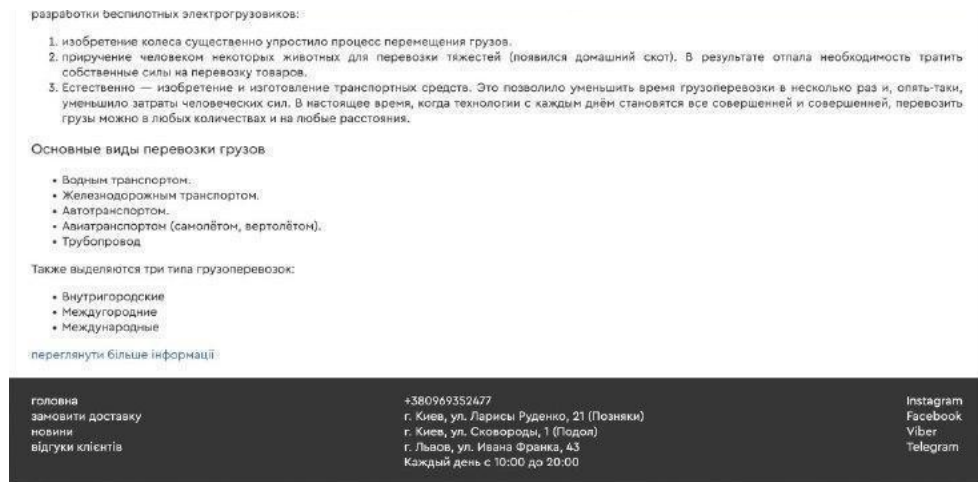 разработки беспилотных электрогрузовиков:
1. изобретение колеса существенно упростило процесс перемещения грузов.
2. приручение человеком некоторых животных для перевозки тяжестей (появился домашний скот). В результате отпала необходимость тратить
собственные силы на перевозку товаров.
3. Естественно — изобретение и изготовление транспортных средств. Это позволило уменьшить время грузоперевозки в несколько раз и, опять-таки,
уменьшило затраты человеческих сил. В настоящее время, когда технологии с каждым днём становятся все совершенней и совершенней, перевозить
грузы можно в любых количествах и на любые расстояния.
Основные виды перевозки грузов
• Водным транспортом.
• Железнодорожным транспортом.
• Автотранспортом.
• Авиатранспортом (самолётом, вертолётом).
• Трубопровод
Также выделяются три типа грузоперевозок:
• Внутригородские
• Междугородние
• Международные
переглянути більше інформації
головна
замовити доставку
новини
відгуки клієнтів
+380969352477
г. Киев, ул. Ларисы Руденко, 21 (Позняки)
г. Киев, ул. Сковороды, 1 (Подол)
г. Львов, ул. Ивана Франка, 43
Каждый день с 10:00 до 20:00
Instagram
Facebook
Viber
Telegram